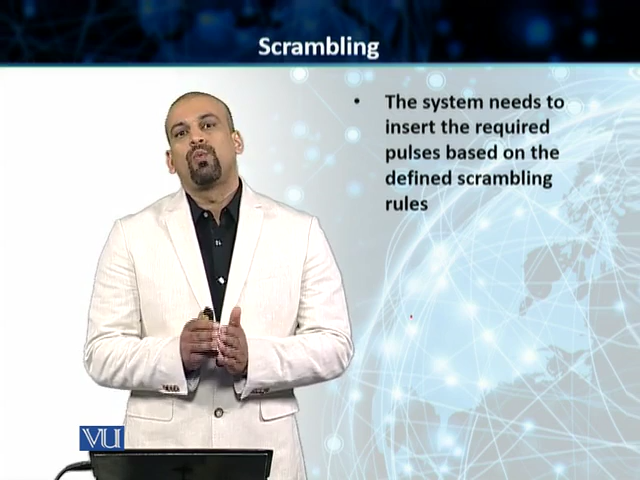 Scrambling
• The system needs to
insert the required
pulses based on the
defined scrambling
rules
VU